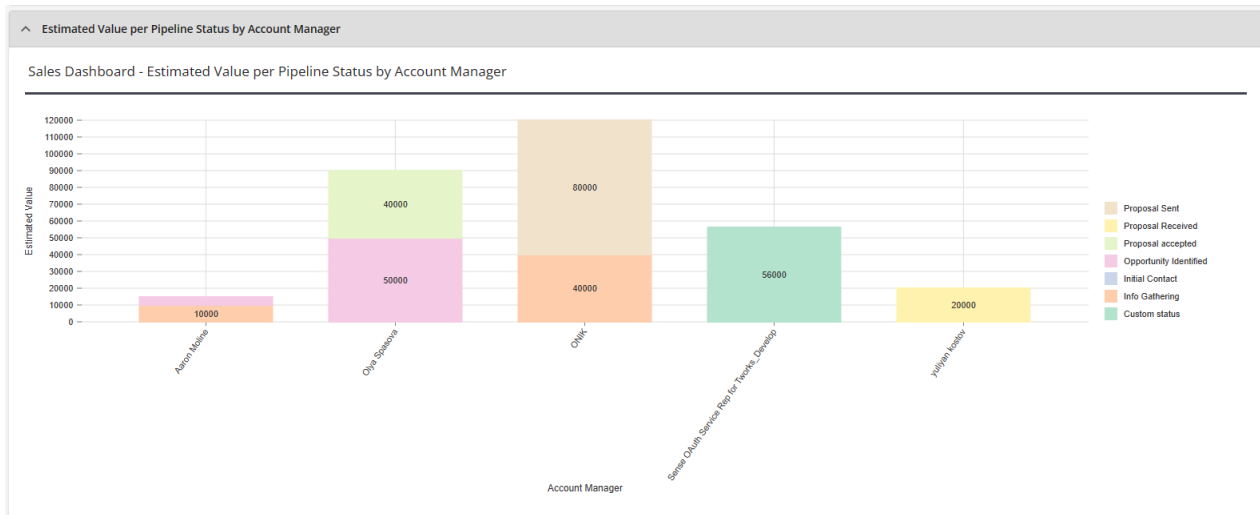 Estimated Value per Pipeline Status by Account Manager
Sales Dashboard - Estimated Value per Pipeline Status by Account Manager
Estimated Value
120000
110000
100000
90000
80000
70000
60000
50000
40000
30000
20000
10000
0
10000
40000
50000
80000
40000
56000
20000
Aaron Moline
Olya Spasova
ONIK
Sense OAuth Service Rep for Tworks_Develop
yuliyan kostov
Account Manager
Proposal Sent
Proposal Received
Proposal accepted
Opportunity Identified
Initial Contact
Info Gathering
Custom status